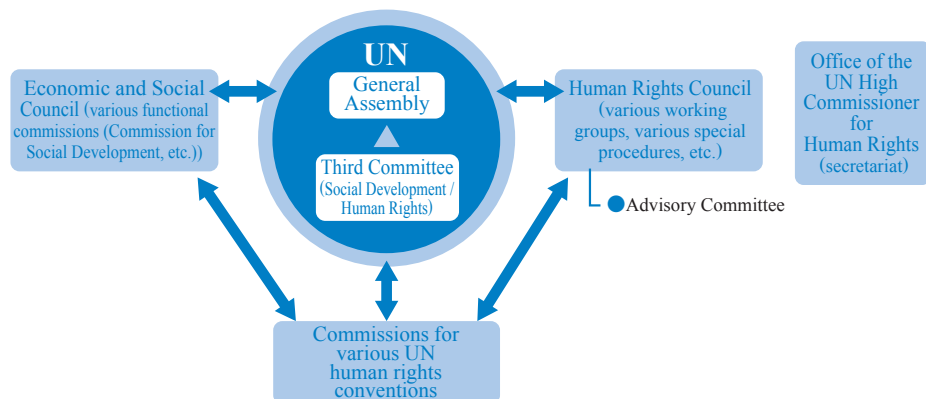 UN
General
Assembly
Third Committee
(Social Development /
Human Rights)
Economic and Social
Council (various functional
commissions (Commission for
Social Development, etc.))
Human Rights Council
(various working
groups, various special
procedures, etc.)
Advisory Committee
Office of the
UN High
Commissioner
for
Human Rights
(secretariat)
Commissions for
various UN
human rights
conventions